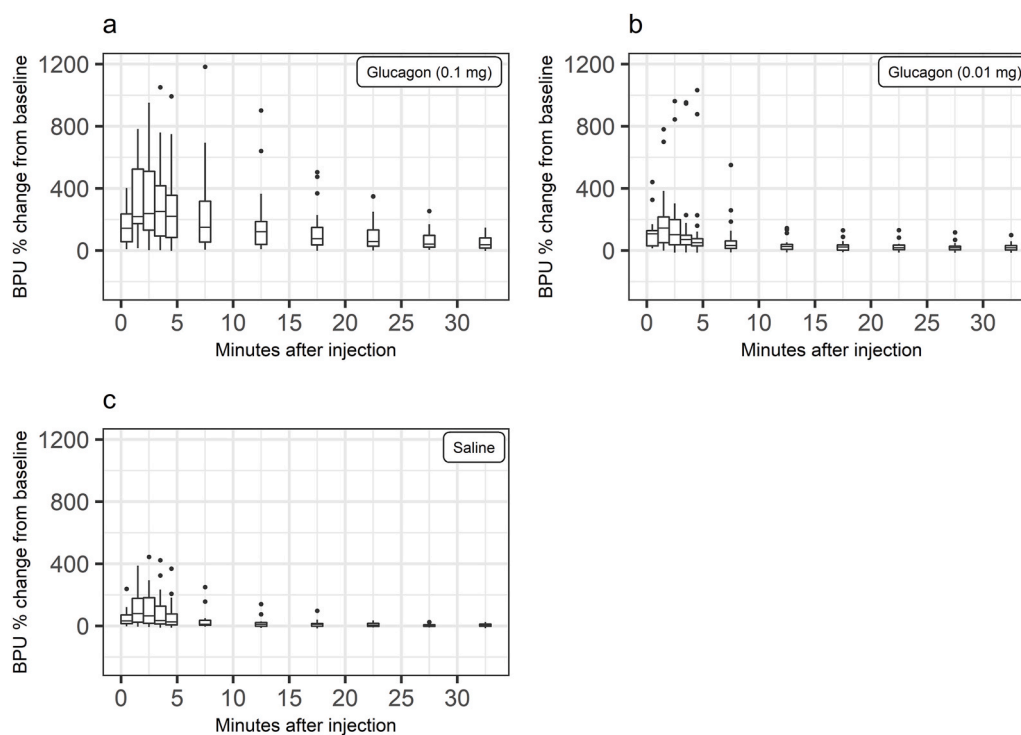 a
BPU % change from baseline
1200
800
400
0
Glucagon (0.1 mg)
0 5 10 15 20 25 30
Minutes after injection
b
BPU % change from baseline
1200
800
400
0
Glucagon (0.01 mg)
0 5 10 15 20 25 30
Minutes after injection
c
BPU % change from baseline
1200
800
400
0
Saline
0 5 10 15 20 25 30
Minutes after injection